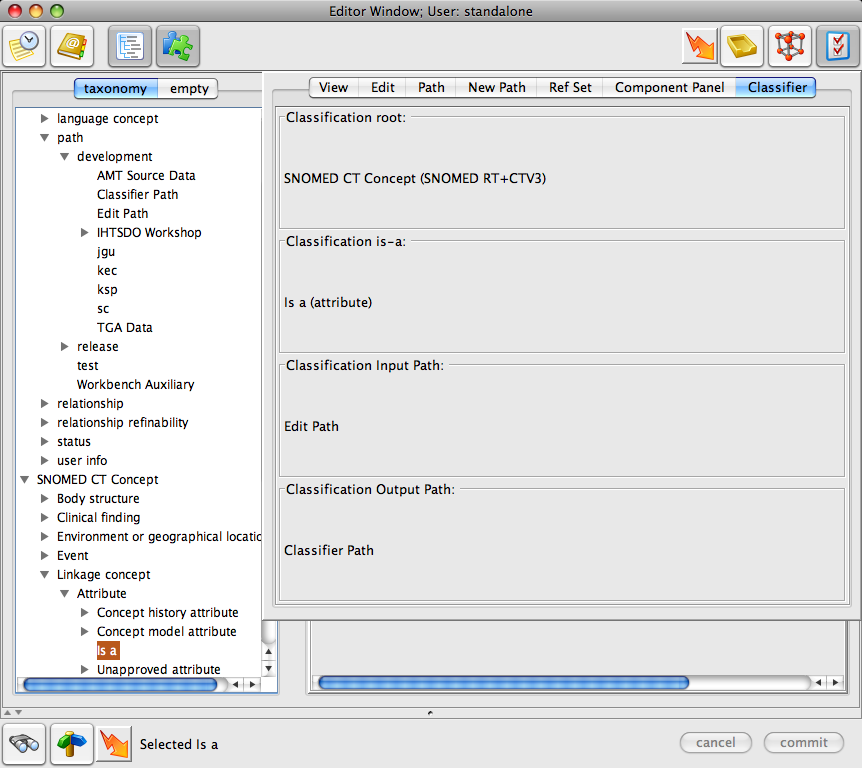 Editor Window; User: standalone
taxonomy empty
View Edit Path New Path Ref Set Component Panel Classifier
language concept
path
development
AMT Source Data
Classifier Path
Edit Path
IHTSDO Workshop
jgu
kec
ksp
sc
TGA Data
release
test
Workbench Auxiliary
relationship
relationship refinability
status
user info
SNOMED CT Concept
Body structure
Clinical finding
Environment or geographical locatic
Event
Linkage concept
Attribute
Concept history attribute
Concept model attribute
Is a
Unapproved attribute
Classification root:
SNOMED CT Concept (SNOMED RT+CTV3)
Classification is-a:
Is a (attribute)
Classification Input Path:
Edit Path
Classification Output Path:
Classifier Path
Selected Is a
cancel commit